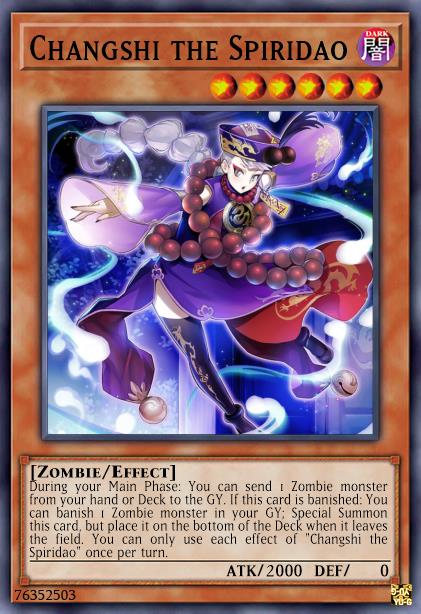 CHANGSHI THE SPIRIDAO
DARK
闇
[ZOMBIE/EFFECT]
During your Main Phase: You can send 1 Zombie monster
from your hand or Deck to the GY. If this card is banished: You
can banish 1 Zombie monster in your GY; Special Summon
this card, but place it on the bottom of the Deck when it leaves
the field. You can only use each effect of "Changshi the
Spiridao" once per turn.
ATK/2000 DEF/ 0
76352503